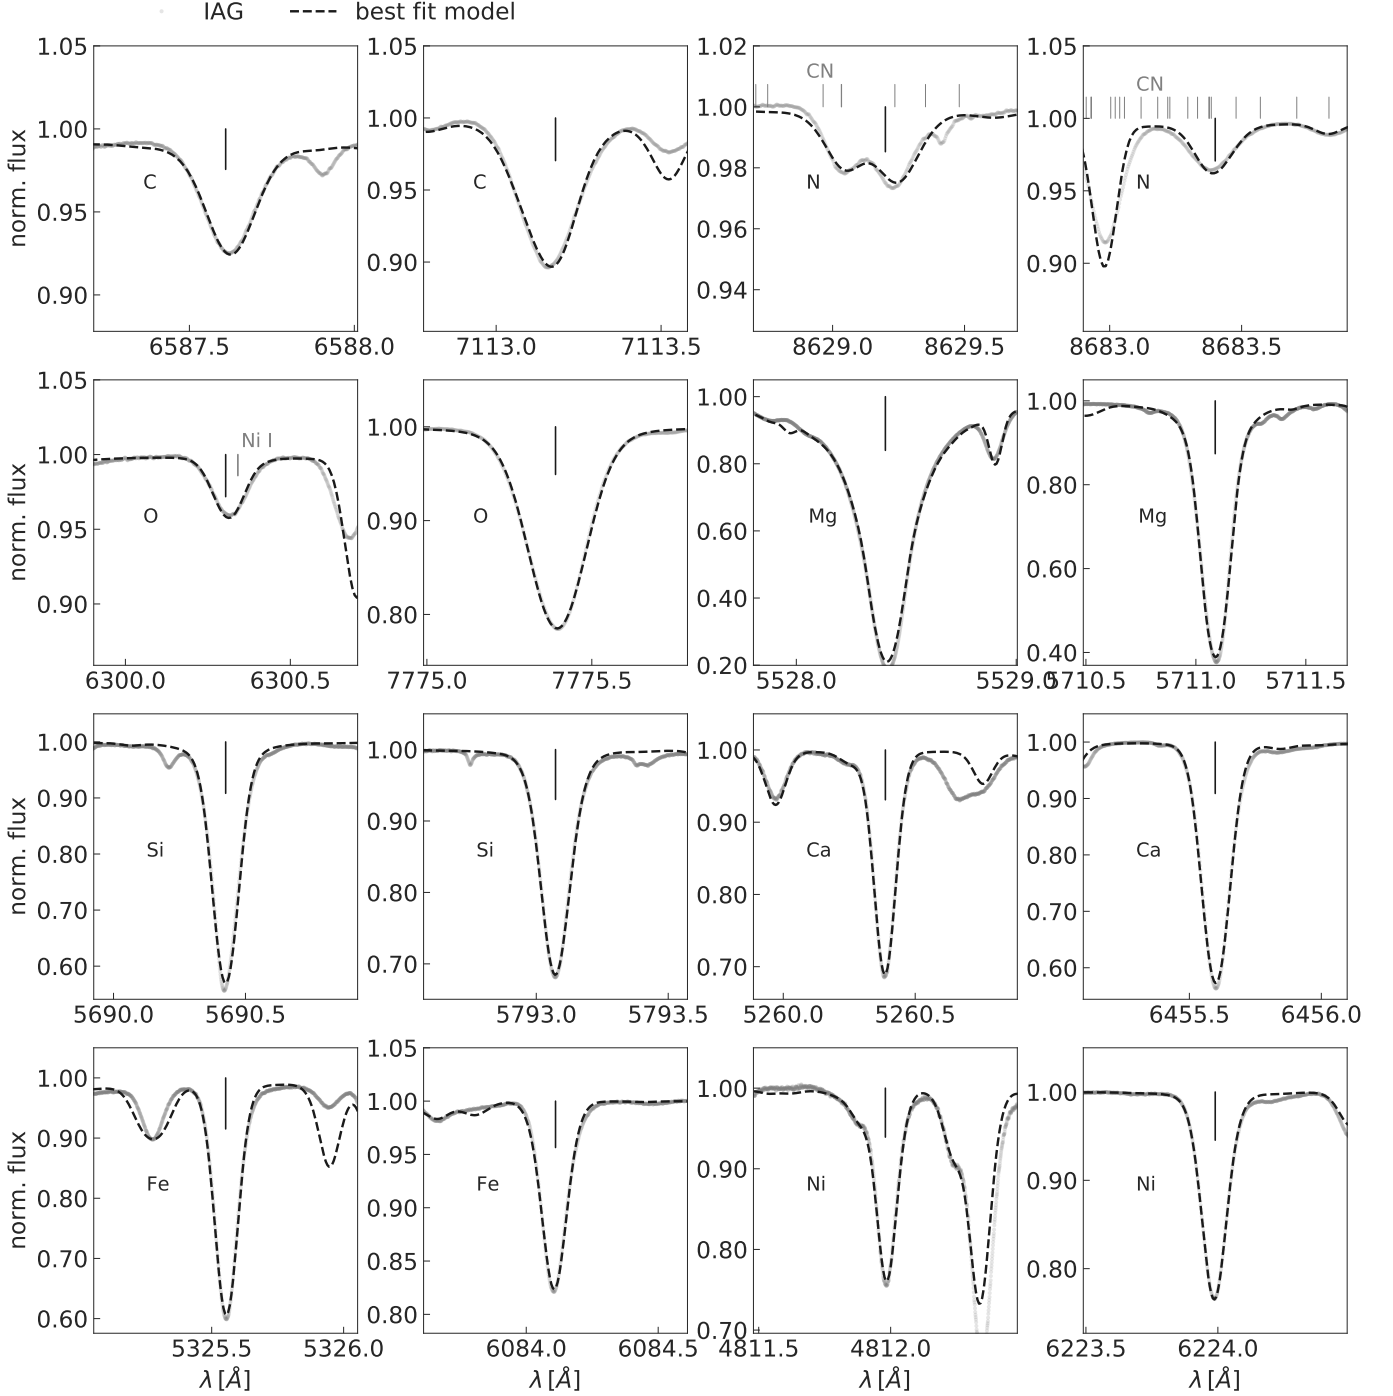 IAG best fit model
1.05 1.05 1.02 1.05
CN CN
1.00 1.00 1.00 1.00
norm. flux
C C N N
0.95 0.95 0.98 0.95
0.96
0.90 0.90 0.94 0.90
6587.5 6588.0 7113.0 7113.5 8629.0 8629.5 8683.0 8683.5
1.05
Ni I
1.00 1.00 1.00 1.00
norm. flux
O O Mg Mg
0.95 0.90 0.80 0.80
0.60 0.60
0.90 0.80 0.40 0.40
0.20
6300.0 6300.5 7775.0 7775.5 5528.0 5529.0 5710.5 5711.0 5711.5
1.00 1.00 1.00 1.00
norm. flux
0.90 0.90 0.90 0.90
Si Si Ca Ca
0.80 0.80 0.80 0.80
0.70 0.70 0.70 0.70
0.60 0.60
5690.0 5690.5 5793.0 5793.5 5260.0 5260.5 6455.5 6456.0
1.05
1.00 1.00 1.00 1.00
norm. flux
0.90 0.95 0.90 0.90
Fe Fe Ni Ni
0.80 0.90 0.80 0.80
0.70 0.85
0.60 0.80 0.70
5325.5 5326.0 6084.0 6084.5 4811.5 4812.0 6223.5 6224.0
λ [Å] λ [Å] λ [Å] λ [Å]